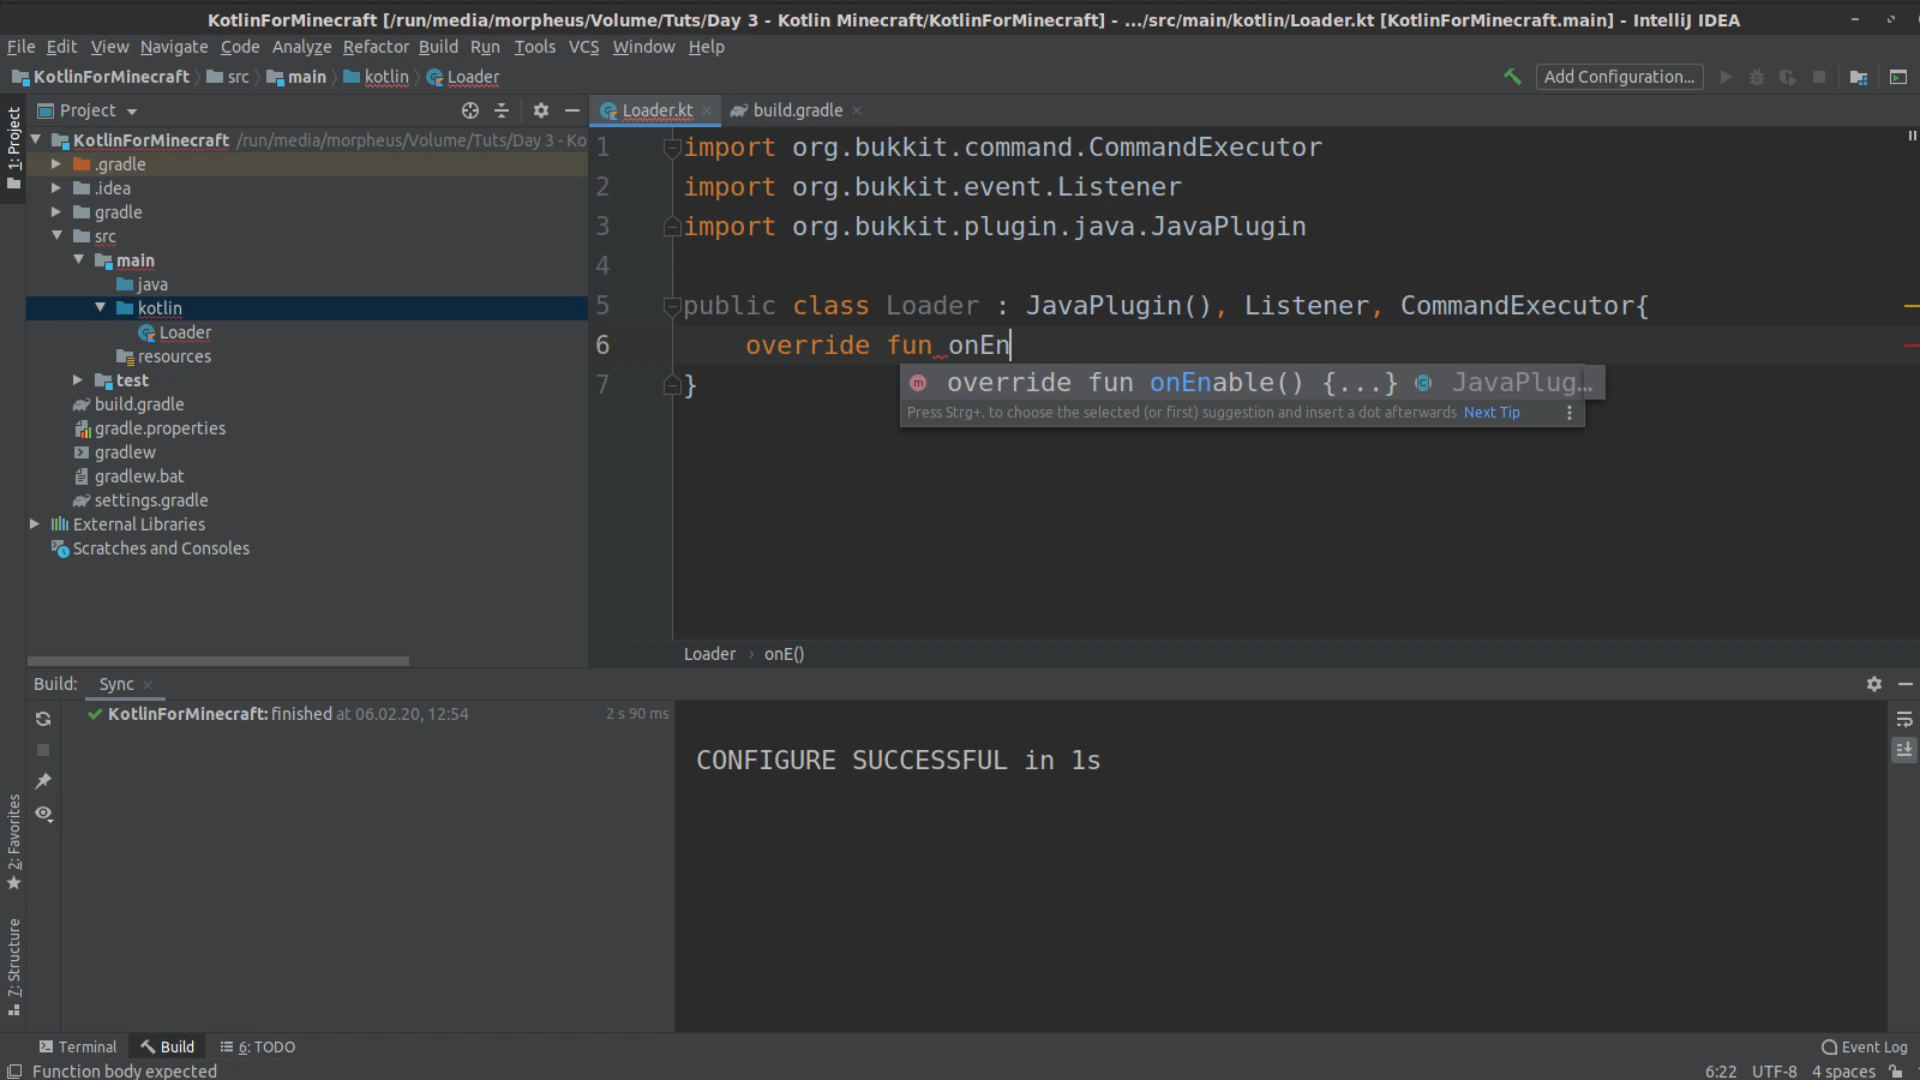 KotlinForMinecraft [/run/media/morpheus/Volume/Tuts/Day 3 - Kotlin Minecraft/KotlinForMinecraft] - .../src/main/kotlin/Loader.kt [KotlinForMinecraft.main] - IntelliJ IDEA
File Edit View Navigate Code Analyze Refactor Build Run Tools VCS Window Help
KotlinForMinecraft src main kotlin Loader
Add Configuration...
1: Project
Project
KotlinForMinecraft /run/media/morpheus/Volume/Tuts/Day 3 - Ko
.gradle
.idea
gradle
src
main
java
kotlin
Loader
resources
test
build.gradle
gradle.properties
gradlew
gradlew.bat
settings.gradle
External Libraries
Scratches and Consoles
Loader.kt build.gradle
1 import org.bukkit.command.CommandExecutor
2 import org.bukkit.event.Listener
3 import org.bukkit.plugin.java.JavaPlugin
4
5 public class Loader : JavaPlugin(), Listener, CommandExecutor{
6 override fun onEn
7 }
override fun onEnable() {...} JavaPlug...
Press Strg+. to choose the selected (or first) suggestion and insert a dot afterwards Next Tip
Loader › onE()
Build: Sync
KotlinForMinecraft: finished at 06.02.20, 12:54 2 s 90 ms
CONFIGURE SUCCESSFUL in 1s
2: Favorites
7: Structure
Terminal Build 6: TODO
Event Log
Function body expected
6:22 UTF-8 4 spaces